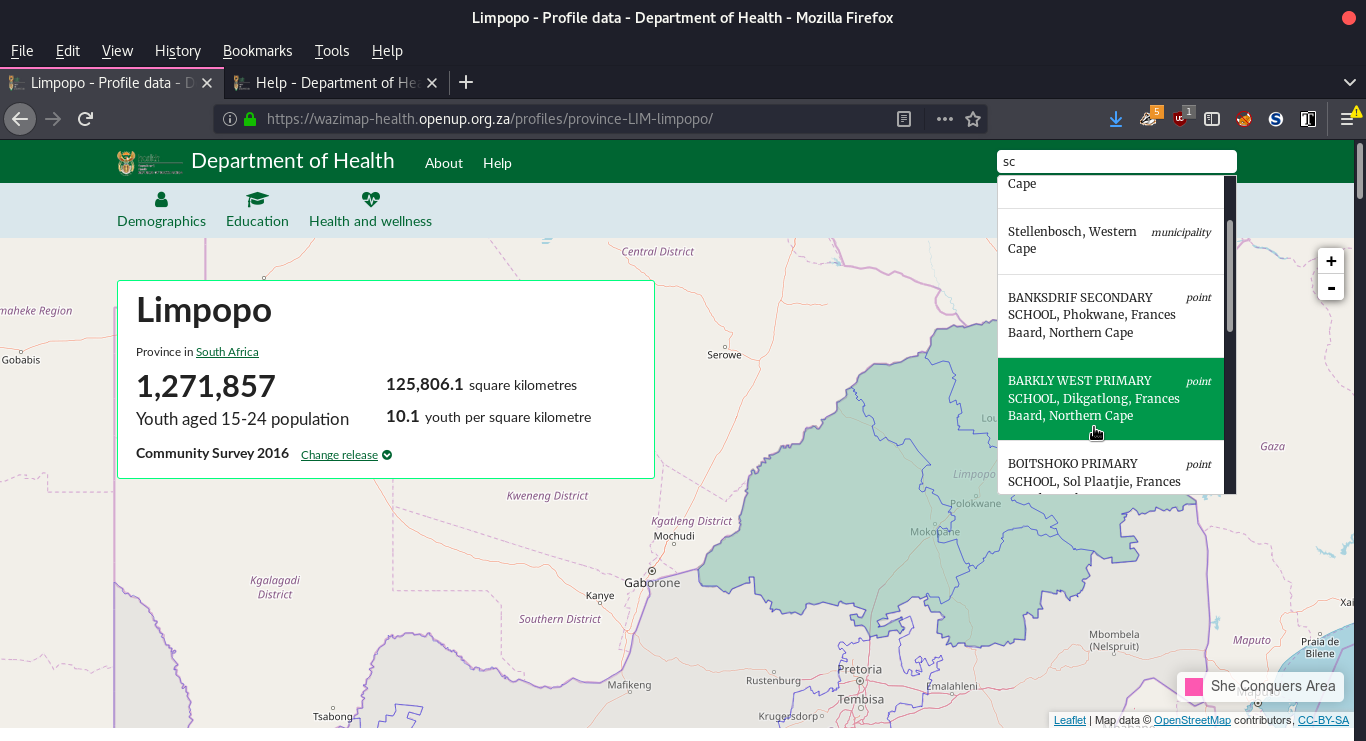 Limpopo - Profile data - Department of Health - Mozilla Firefox
File Edit View History Bookmarks Tools Help
Limpopo - Profile data - D
Help - Department of Hea
https://wazimap-health.openup.org.za/profiles/province-LIM-limpopo/
5
1
Department of Health
About Help
sc
Demographics Education Health and wellness
Cape
Stellenbosch, Western
Cape
municipality
BANKSDRIF SECONDARY
SCHOOL, Phokwane, Frances
Baard, Northern Cape
point
BARKLY WEST PRIMARY
SCHOOL, Dikgatlong, Frances
Baard, Northern Cape
point
BOITSHOKO PRIMARY
SCHOOL, Sol Plaatjie, Frances
point
+
-
Limpopo
Province in South Africa
1,271,857
Youth aged 15-24 population
125,806.1 square kilometres
10.1 youth per square kilometre
Community Survey 2016 Change release
Central District
maheke Region
Gobabis
Serowe
Gaza
Limpopo
Polokwane
Mokopane
Kweneng District
Kgatleng District
Mochudi
Gaborone
Kgalagadi
District
Kanye
Southern District
Xai
Mbombela
(Nelspruit)
Maputo
Praia de
Bilene
Pretoria
Rustenburg
Mafikeng
Emalahleni
Tembisa
Krugersdorp
Tsabong
She Conquers Area
Leaflet | Map data © OpenStreetMap contributors, CC-BY-SA